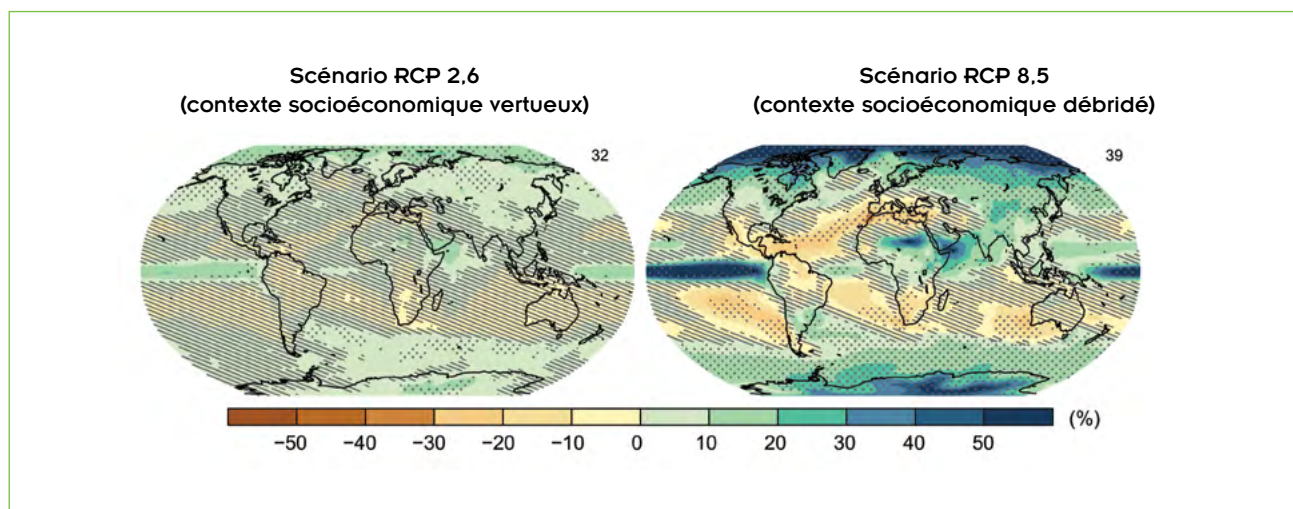 Scénario RCP 2,6
(contexte socioéconomique vertueux)
Scénario RCP 8,5
(contexte socioéconomique débridé)
32
39
−50 −40 −30 −20 −10 0 10 20 30 40 50 (%)